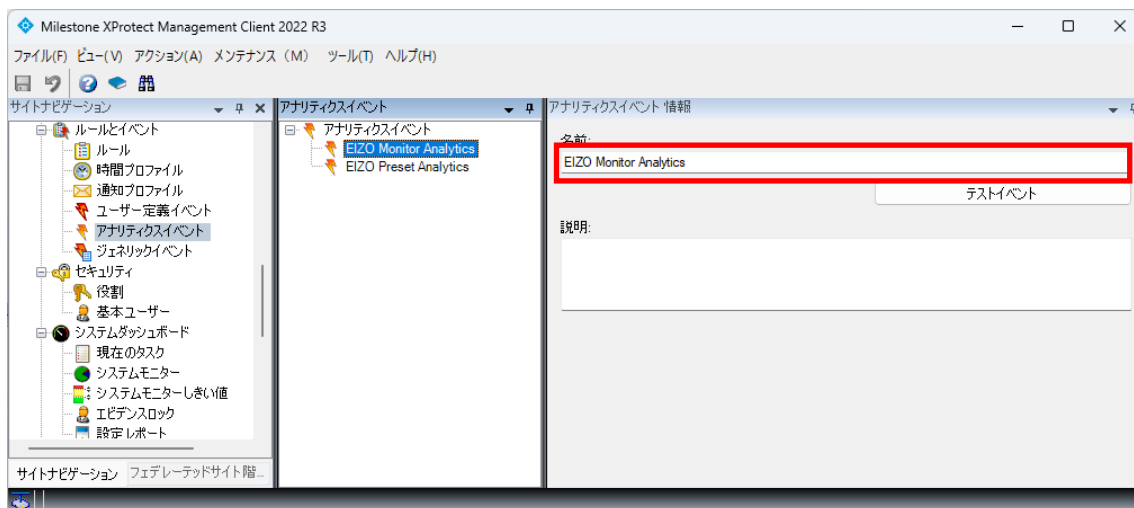 Milestone XProtect Management Client 2022 R3
ファイル(F) ビュー(V) アクション(A) メンテナンス（M） ツール(T) ヘルプ(H)
サイトナビゲーション
ルールとイベント
ルール
時間プロファイル
通知プロファイル
ユーザー定義イベント
アナリティクスイベント
ジェネリックイベント
セキュリティ
役割
基本ユーザー
システムダッシュボード
現在のタスク
システムモニター
システムモニターしきい値
エビデンスロック
設定レポート
サイトナビゲーション フェデレーテッドサイト階...
アナリティクスイベント
アナリティクスイベント
EIZO Monitor Analytics
EIZO Preset Analytics
アナリティクスイベント 情報
名前:
EIZO Monitor Analytics
テストイベント
説明: